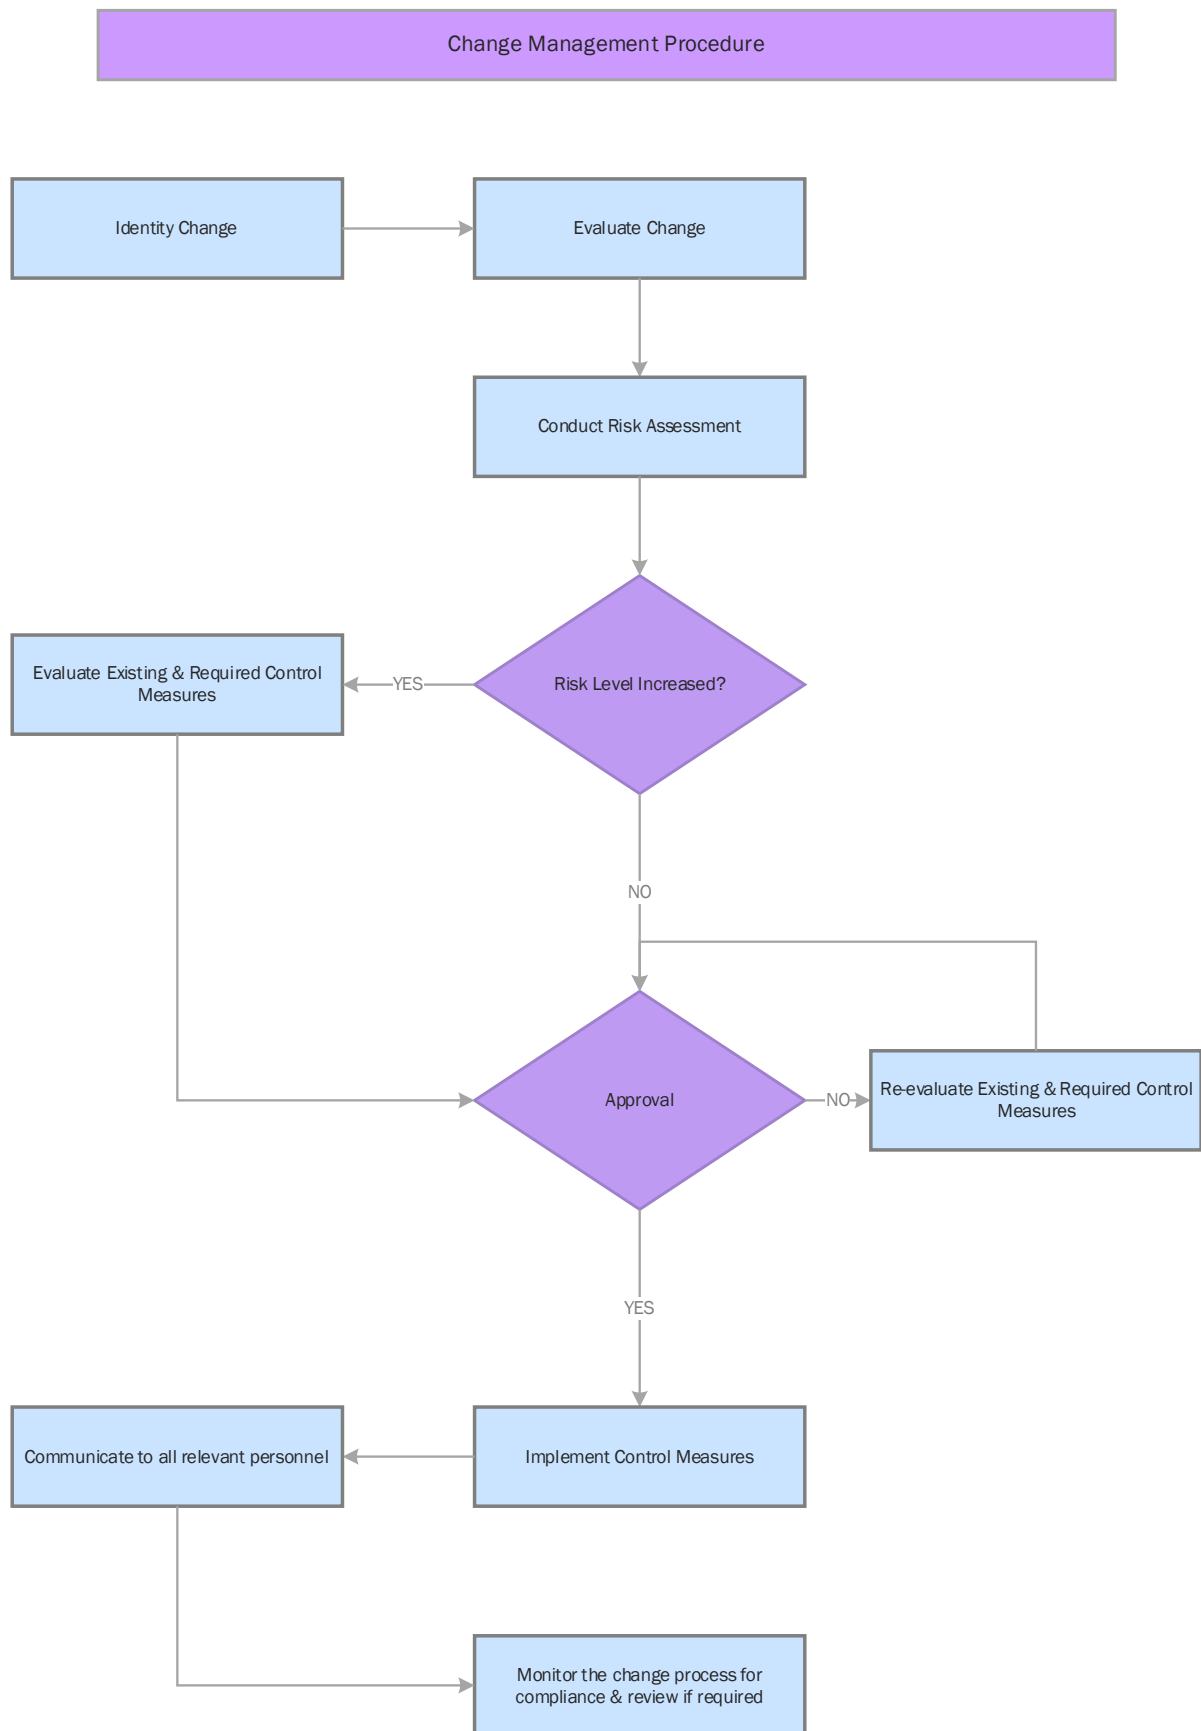 Change Management Procedure
Identity Change
Evaluate Change
Conduct Risk Assessment
Risk Level Increased?
YES
Evaluate Existing & Required Control
Measures
NO
Approval
NO
Re-evaluate Existing & Required Control
Measures
YES
Implement Control Measures
Communicate to all relevant personnel
Monitor the change process for
compliance & review if required